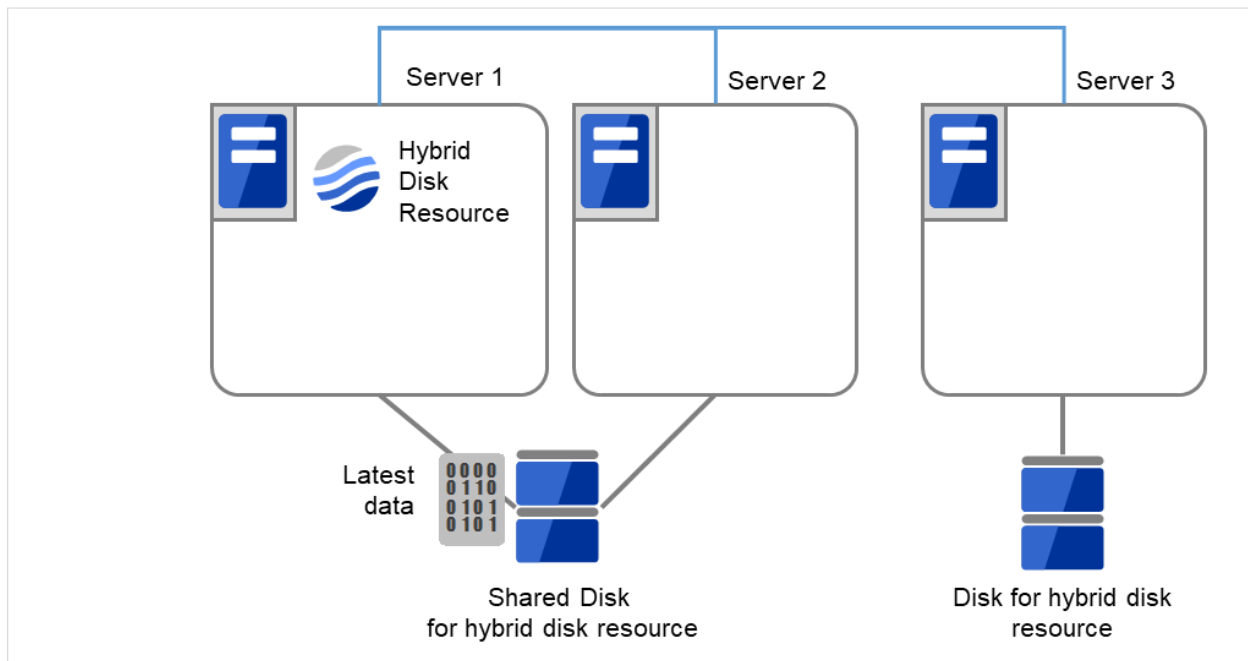 Server 1
Server 2
Server 3
Hybrid
Disk
Resource
Latest
data
0000
0110
0101
0101
Shared Disk
for hybrid disk resource
Disk for hybrid disk
resource